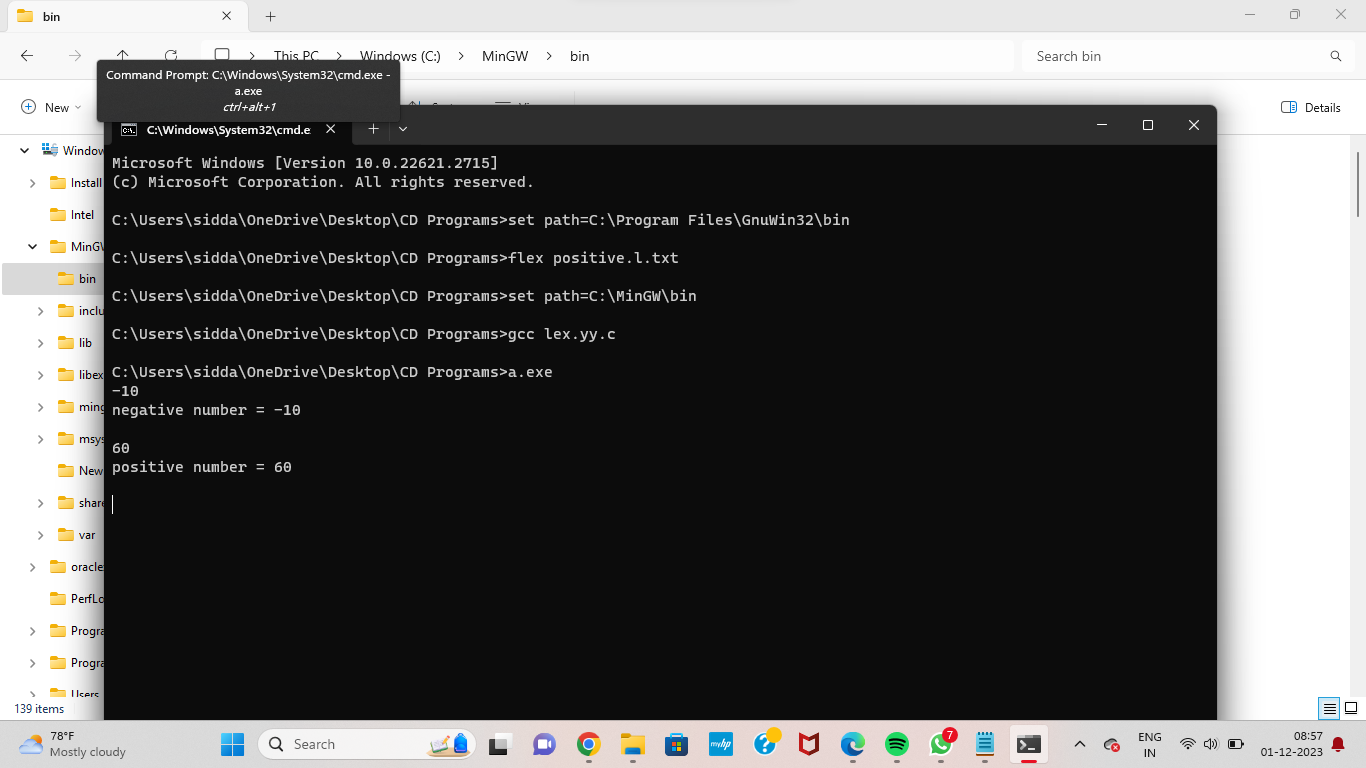 bin
This PC > Windows (C:) > MinGW > bin
Search bin
Command Prompt: C:\Windows\System32\cmd.exe -
a.exe
ctrl+alt+1
New
Details
C:\Windows\System32\cmd.e
Window
Install
Intel
MinGW
bin
inclu
lib
libex
ming
msys
New
share
var
oracle
PerfLo
Progra
Progra
Users
139 items
Microsoft Windows [Version 10.0.22621.2715]
(c) Microsoft Corporation. All rights reserved.
C:\Users\sidda\OneDrive\Desktop\CD Programs>set path=C:\Program Files\GnuWin32\bin
C:\Users\sidda\OneDrive\Desktop\CD Programs>flex positive.l.txt
C:\Users\sidda\OneDrive\Desktop\CD Programs>set path=C:\MinGW\bin
C:\Users\sidda\OneDrive\Desktop\CD Programs>gcc lex.yy.c
C:\Users\sidda\OneDrive\Desktop\CD Programs>a.exe
-10
negative number = -10
60
positive number = 60
78°F
Mostly cloudy
Search
myhp
7
ENG
IN
08:57
01-12-2023